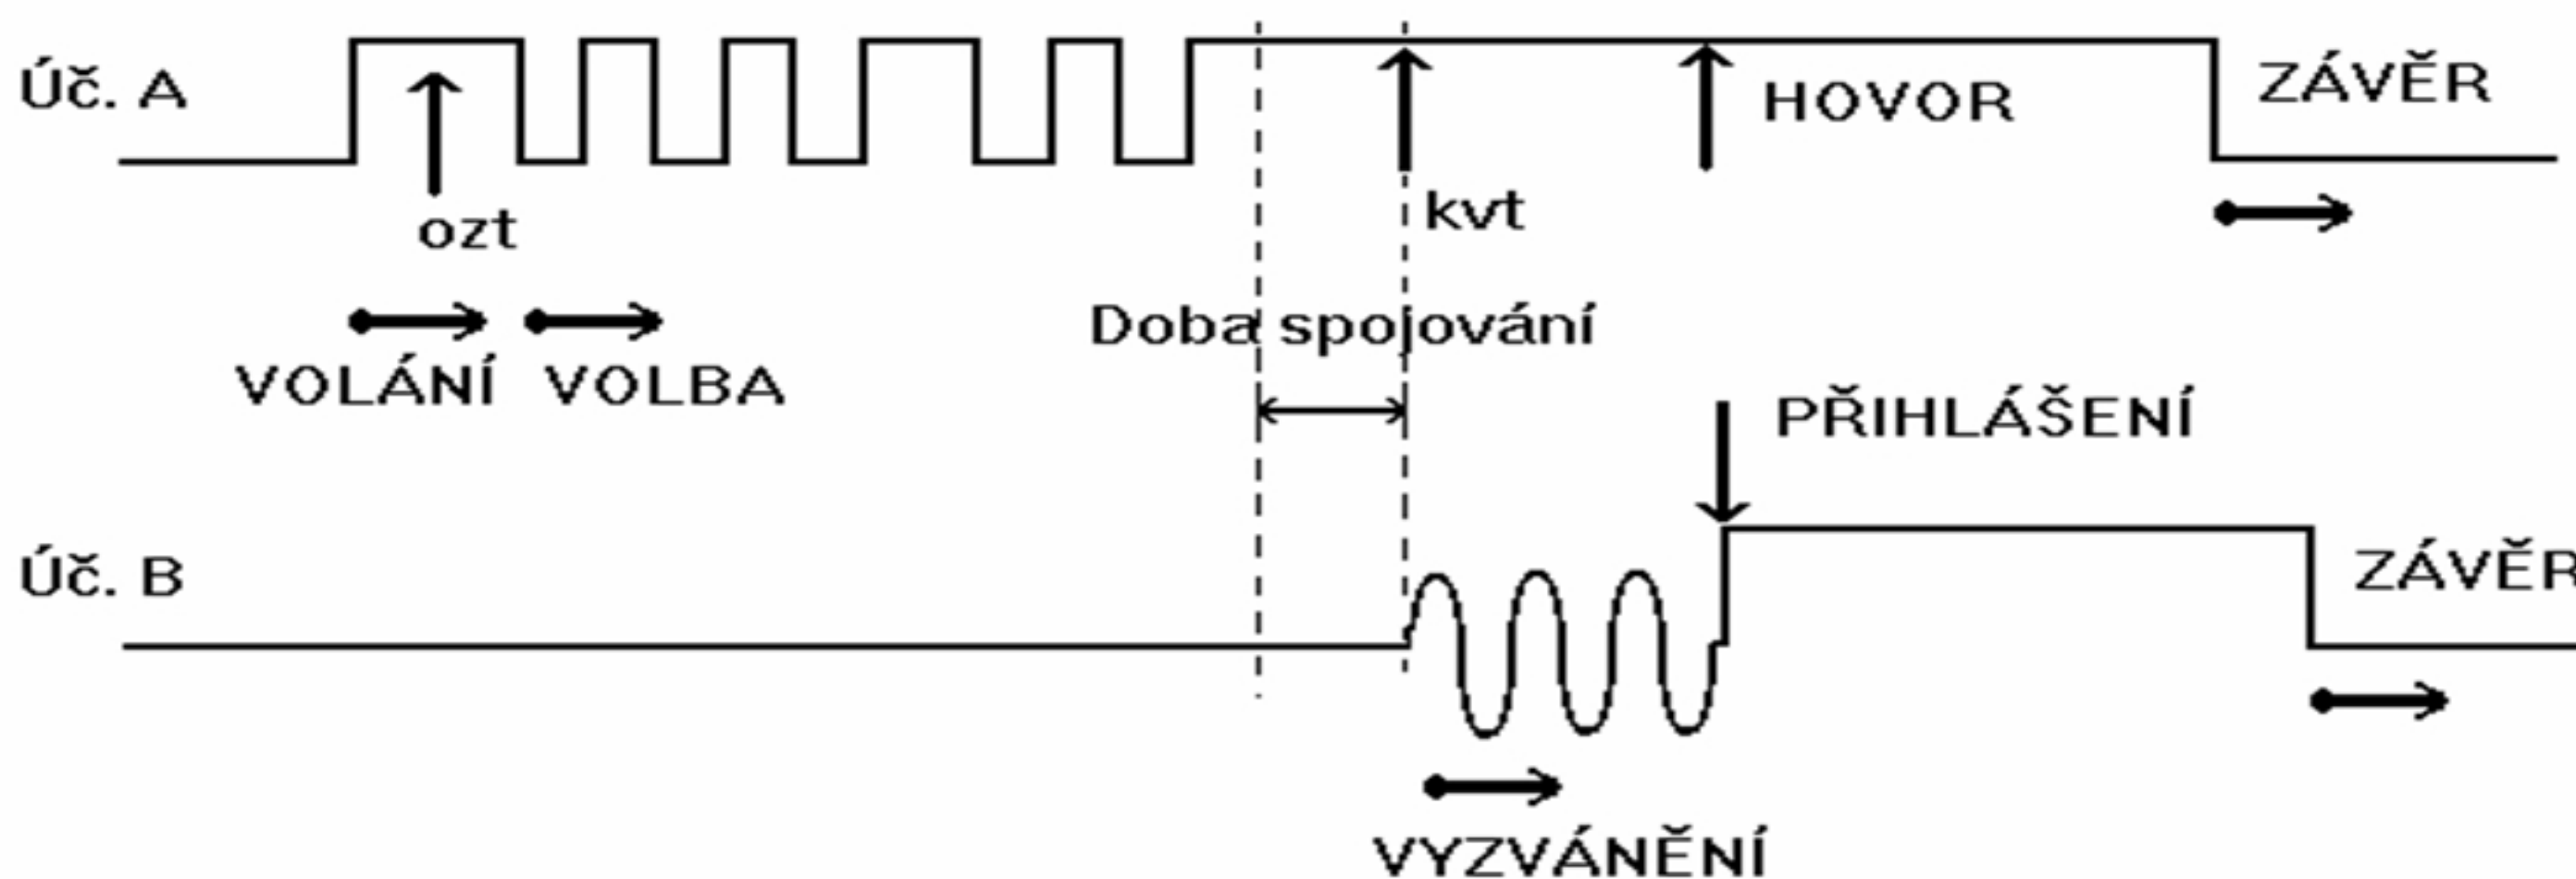 Úč. A
ozt
VOLÁNÍ
VOLBA
kvt
HOVOR
ZÁVĚR
Doba spojování
PŘIHLÁŠENÍ
Úč. B
ZÁVĚR
VYZVÁNĚNÍ